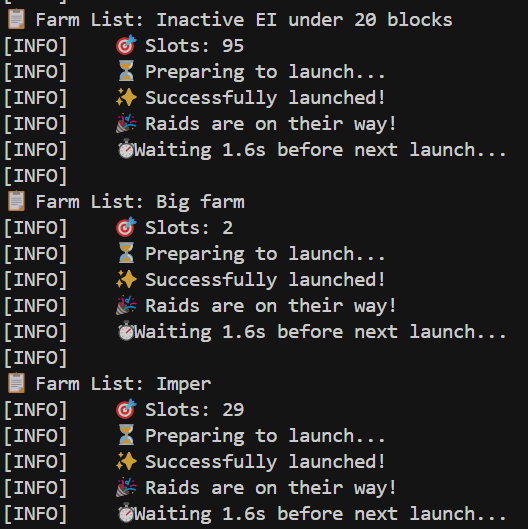 📋 Farm List: Inactive EI under 20 blocks
[INFO]    🎯 Slots: 95
[INFO]    ⏳ Preparing to launch...
[INFO]    ✨ Successfully launched!
[INFO]    🎉 Raids are on their way!
[INFO]    ⏱️Waiting 1.6s before next launch...
[INFO]
📋 Farm List: Big farm
[INFO]    🎯 Slots: 2
[INFO]    ⏳ Preparing to launch...
[INFO]    ✨ Successfully launched!
[INFO]    🎉 Raids are on their way!
[INFO]    ⏱️Waiting 1.6s before next launch...
[INFO]
📋 Farm List: Imper
[INFO]    🎯 Slots: 29
[INFO]    ⏳ Preparing to launch...
[INFO]    ✨ Successfully launched!
[INFO]    🎉 Raids are on their way!
[INFO]    ⏱️Waiting 1.6s before next launch...